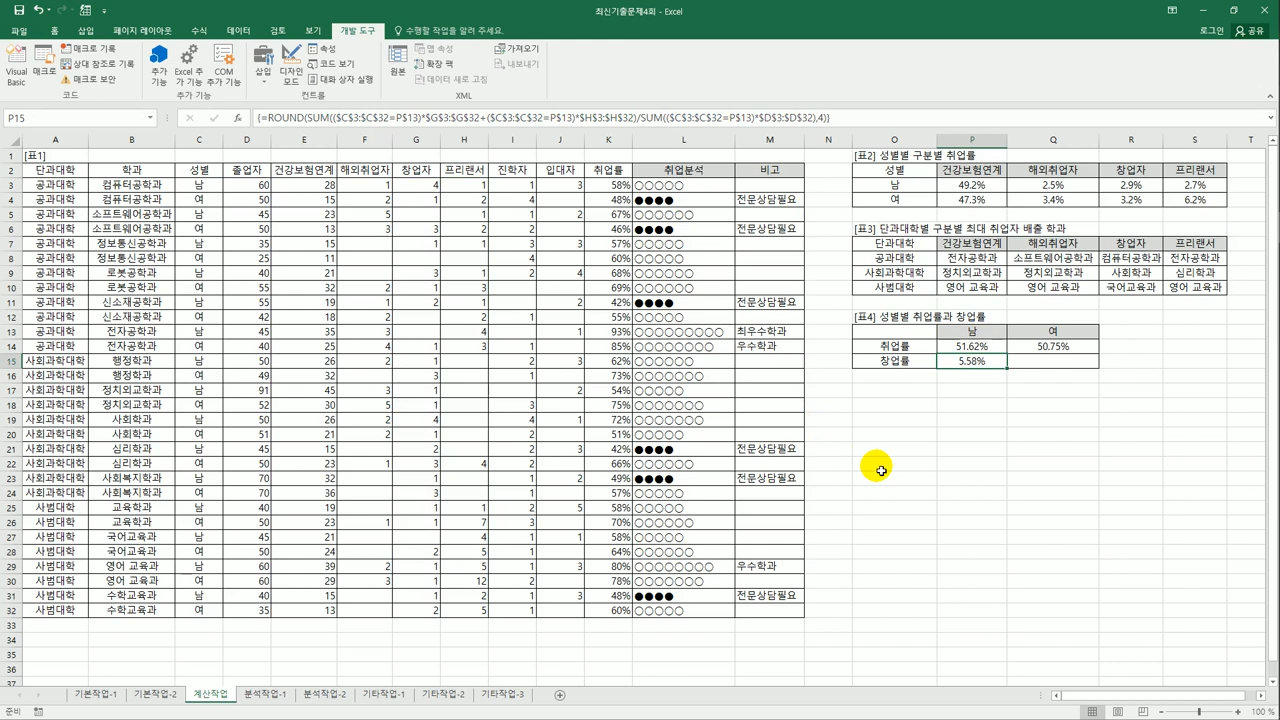 최신기출문제4회 - Excel
파일 홈 삽입 페이지 레이아웃 수식 데이터 검토 보기 개발 도구 수행할 작업을 알려 주세요. 로그인 공유
Visual Basic 매크로 매크로 기록 상대 참조로 기록 매크로 보안 추가 기능 Excel 추가 기능 COM 추가 기능 삽입 디자인 모드 속성 코드 보기 대화 상자 실행 원본 맵 속성 확장 팩 데이터 새로 고침 가져오기 내보내기
코드 추가 기능 컨트롤 XML
P15 {=ROUND(SUM(($C$3:$C$32=P$13)*$G$3:$G$32+($C$3:$C$32=P$13)*$H$3:$H$32)/SUM(($C$3:$C$32=P$13)*$D$3:$D$32),4)}
A B C D E F G H I J K L M N O P Q R S T
1 [표1] [표2] 성별별 구분별 취업률
2 단과대학 학과 성별 졸업자 건강보험연계 해외취업자 창업자 프리랜서 진학자 입대자 취업률 취업분석 비고 성별 건강보험연계 해외취업자 창업자 프리랜서
3 공과대학 컴퓨터공학과 남 60 28 1 4 1 1 3 58% ○○○○○ 남 49.2% 2.5% 2.9% 2.7%
4 공과대학 컴퓨터공학과 여 50 15 2 1 2 4 48% ●●●● 전문상담필요 여 47.3% 3.4% 3.2% 6.2%
5 공과대학 소프트웨어공학과 남 45 23 5 1 1 2 67% ○○○○○○
6 공과대학 소프트웨어공학과 여 50 13 3 3 2 2 46% ●●●● 전문상담필요 [표3] 단과대학별 구분별 최대 취업자 배출 학과
7 공과대학 정보통신공학과 남 35 15 1 1 3 3 57% ○○○○○ 단과대학 건강보험연계 해외취업자 창업자 프리랜서
8 공과대학 정보통신공학과 여 25 11 4 60% ○○○○○ 공과대학 전자공학과 소프트웨어공학과 컴퓨터공학과 전자공학과
9 공과대학 로봇공학과 남 40 21 3 1 2 4 68% ○○○○○○ 사회과학대학 정치외교학과 정치외교학과 사회학과 심리학과
10 공과대학 로봇공학과 여 55 32 2 1 3 69% ○○○○○○ 사범대학 영어 교육과 영어 교육과 국어교육과 영어 교육과
11 공과대학 신소재공학과 남 55 19 1 2 1 2 42% ●●●● 전문상담필요
12 공과대학 신소재공학과 여 42 18 2 1 2 55% ○○○○○ [표4] 성별별 취업률과 창업률
13 공과대학 전자공학과 남 45 35 3 4 1 93% ○○○○○○○○○ 최우수학과 남 여
14 공과대학 전자공학과 여 40 25 4 1 3 1 85% ○○○○○○○○ 우수학과 취업률 51.62% 50.75%
15 사회과학대학 행정학과 남 50 26 2 1 2 3 62% ○○○○○○ 창업률 5.58%
16 사회과학대학 행정학과 여 49 32 3 1 73% ○○○○○○○
17 사회과학대학 정치외교학과 남 91 45 3 2 54% ○○○○○
18 사회과학대학 정치외교학과 여 52 30 5 1 3 75% ○○○○○○○
19 사회과학대학 사회학과 남 50 26 2 4 4 1 72% ○○○○○○○
20 사회과학대학 사회학과 여 51 21 2 1 2 51% ○○○○○
21 사회과학대학 심리학과 남 45 15 2 2 3 42% ●●●● 전문상담필요
22 사회과학대학 심리학과 여 50 23 1 3 4 2 66% ○○○○○○
23 사회과학대학 사회복지학과 남 70 32 1 1 2 49% ●●●● 전문상담필요
24 사회과학대학 사회복지학과 여 70 36 3 1 57% ○○○○○
25 사범대학 교육학과 남 40 19 1 1 2 5 58% ○○○○○
26 사범대학 교육학과 여 50 23 1 1 7 3 70% ○○○○○○
27 사범대학 국어교육과 남 45 21 4 1 1 58% ○○○○○
28 사범대학 국어교육과 여 50 24 2 5 1 64% ○○○○○○
29 사범대학 영어 교육과 남 60 39 2 1 5 1 3 80% ○○○○○○○○ 우수학과
30 사범대학 영어 교육과 여 60 29 3 1 12 2 78% ○○○○○○○
31 사범대학 수학교육과 남 40 15 1 2 1 3 48% ●●●● 전문상담필요
32 사범대학 수학교육과 여 35 13 2 5 1 60% ○○○○○
33
34
35
36
37
기본작업-1 기본작업-2 계산작업 분석작업-1 분석작업-2 기타작업-1 기타작업-2 기타작업-3
준비 100 %